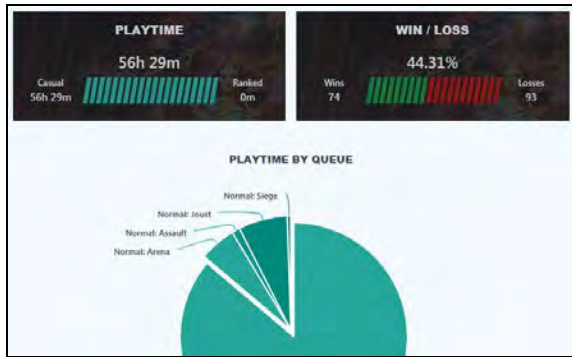 PLAYTIME
56h 29m
Casual
56h 29m
Ranked
0m
WIN / LOSS
44.31%
Wins
74
Losses
93
PLAYTIME BY QUEUE
Normal: Siege
Normal: Joust
Normal: Assault
Normal: Arena